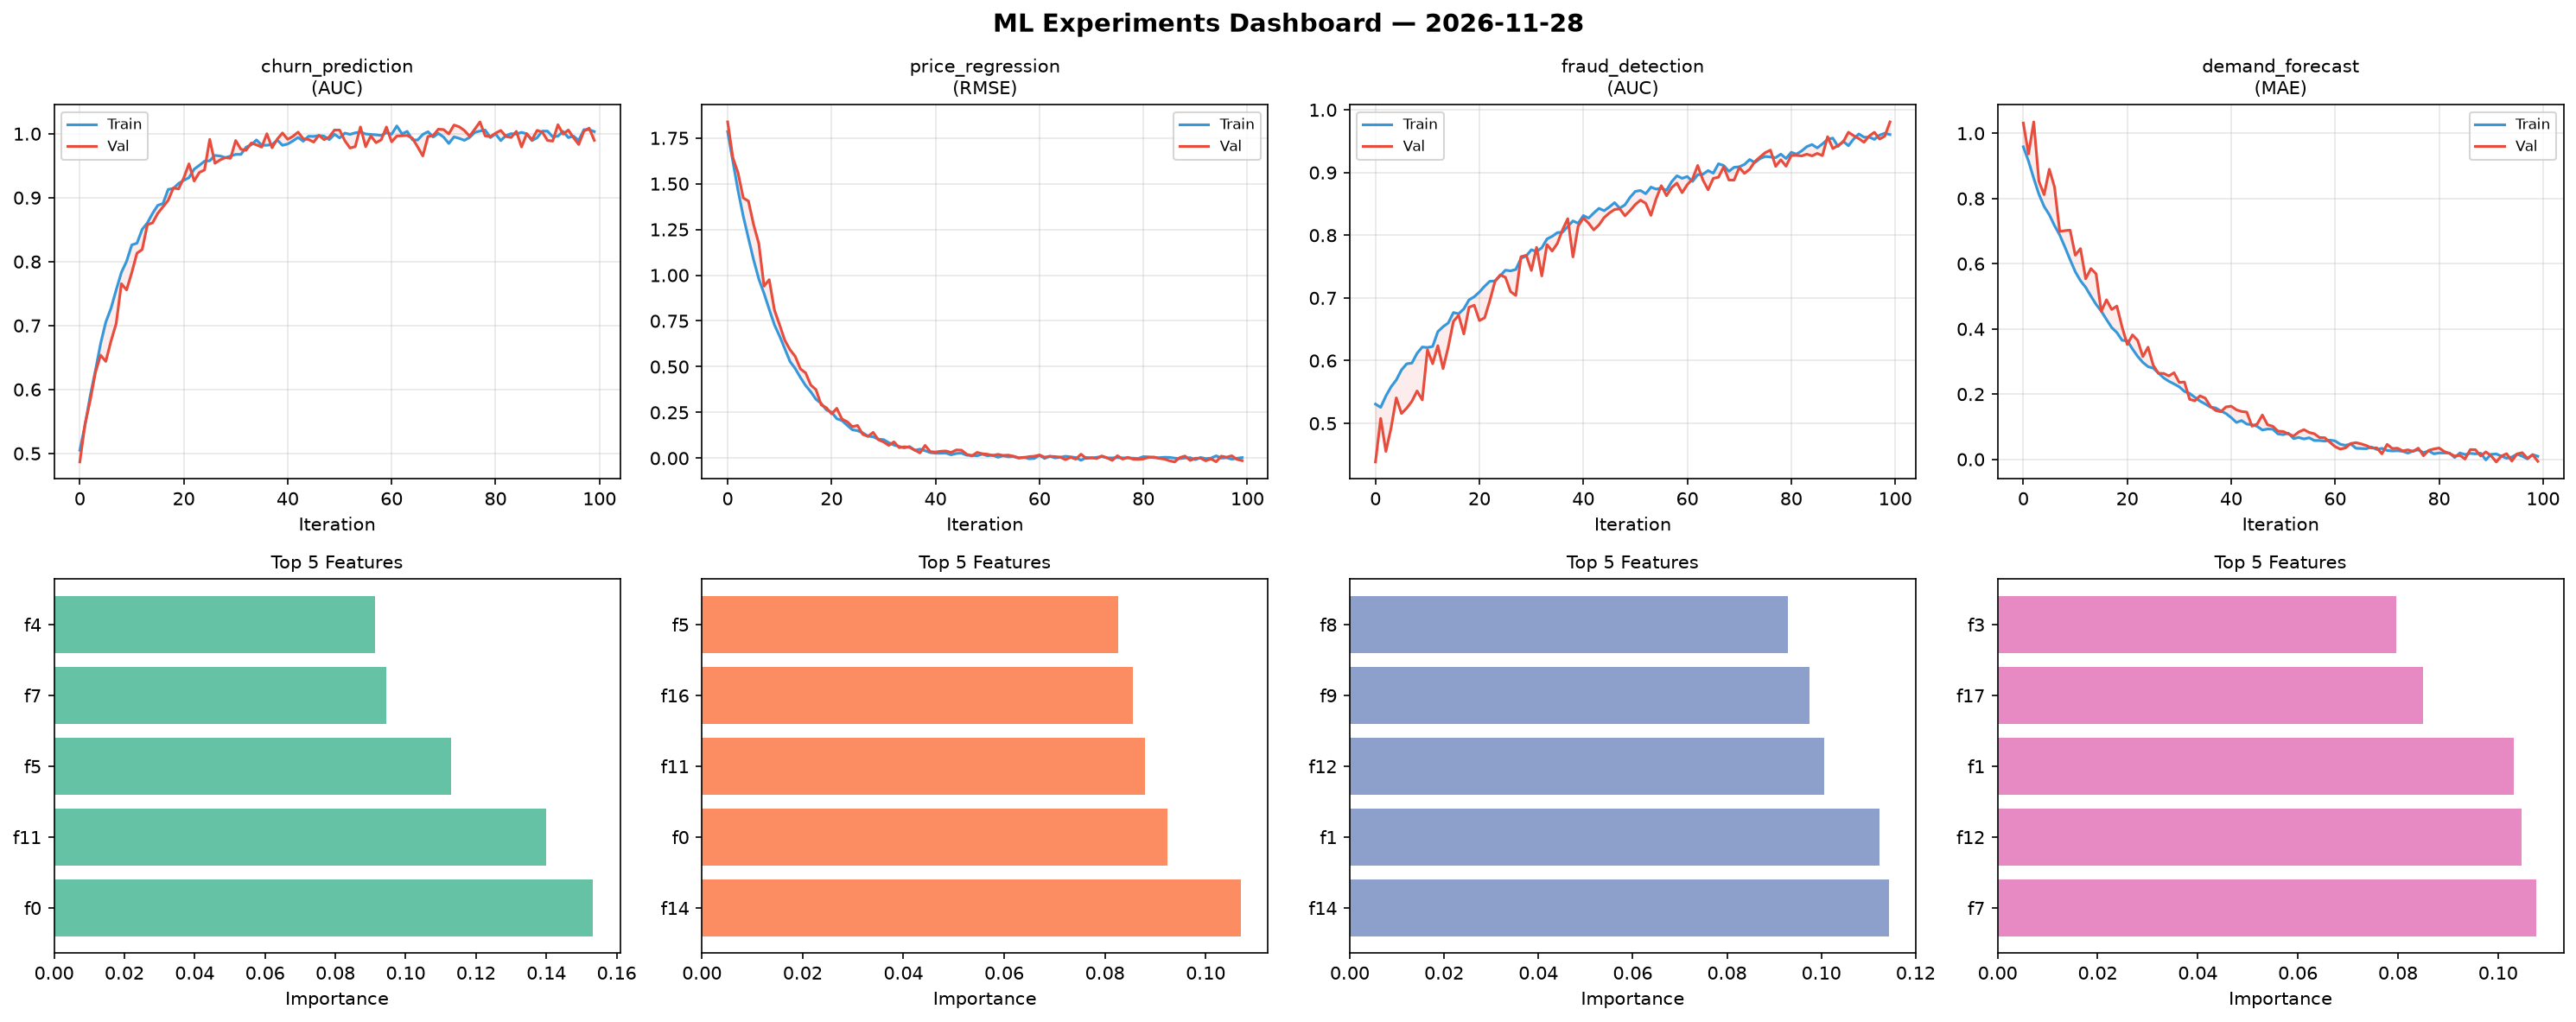 ML Experiments Dashboard — 2026-11-28
churn_prediction
(AUC)
1.0
0.9
0.8
0.7
0.6
0.5
Train
Val
0 20 40 60 80 100
Iteration
price_regression
(RMSE)
1.75
1.50
1.25
1.00
0.75
0.50
0.25
0.00
Train
Val
0 20 40 60 80 100
Iteration
fraud_detection
(AUC)
1.0
0.9
0.8
0.7
0.6
0.5
Train
Val
0 20 40 60 80 100
Iteration
demand_forecast
(MAE)
1.0
0.8
0.6
0.4
0.2
0.0
Train
Val
0 20 40 60 80 100
Iteration
Top 5 Features
f4
f7
f5
f11
f0
0.00 0.02 0.04 0.06 0.08 0.10 0.12 0.14 0.16
Importance
Top 5 Features
f5
f16
f11
f0
f14
0.00 0.02 0.04 0.06 0.08 0.10
Importance
Top 5 Features
f8
f9
f12
f1
f14
0.00 0.02 0.04 0.06 0.08 0.10 0.12
Importance
Top 5 Features
f3
f17
f1
f12
f7
0.00 0.02 0.04 0.06 0.08 0.10
Importance